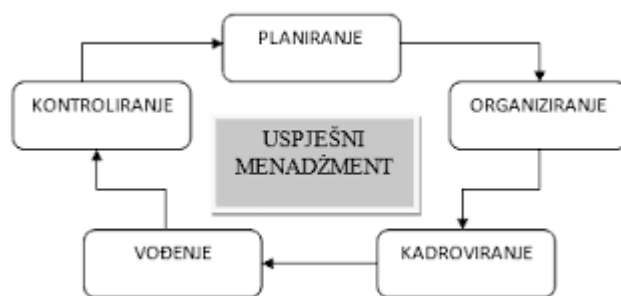 PLANIRANJE
KONTROLIRANJE
ORGANIZIRANJE
USPJEŠNI
MENADŽMENT
VOĐENJE
KADROVIRANJE